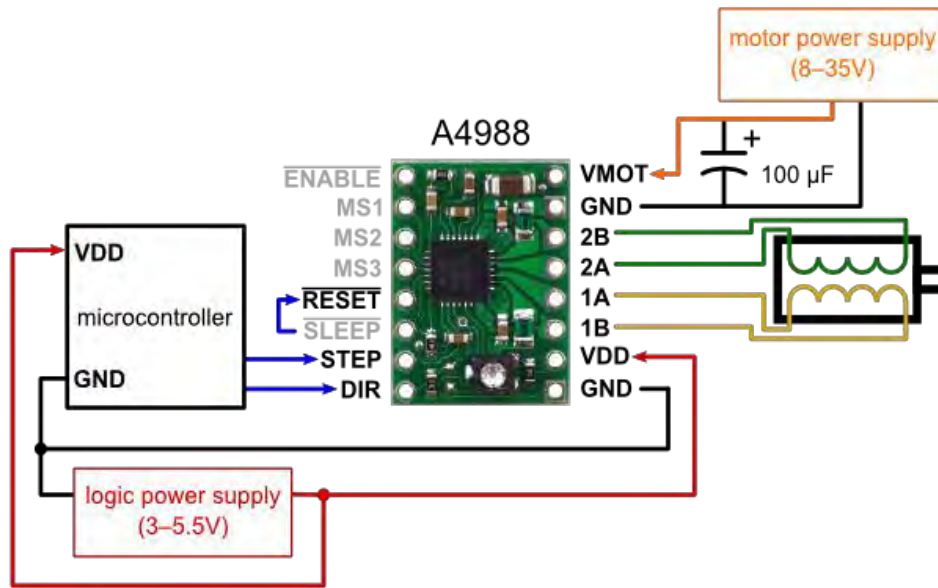 motor power supply
(8–35V)
A4988
ENABLE
MS1
MS2
MS3
RESET
SLEEP
STEP
DIR
VMOT
GND
2B
2A
1A
1B
VDD
GND
+
100 µF
VDD
microcontroller
GND
logic power supply
(3–5.5V)